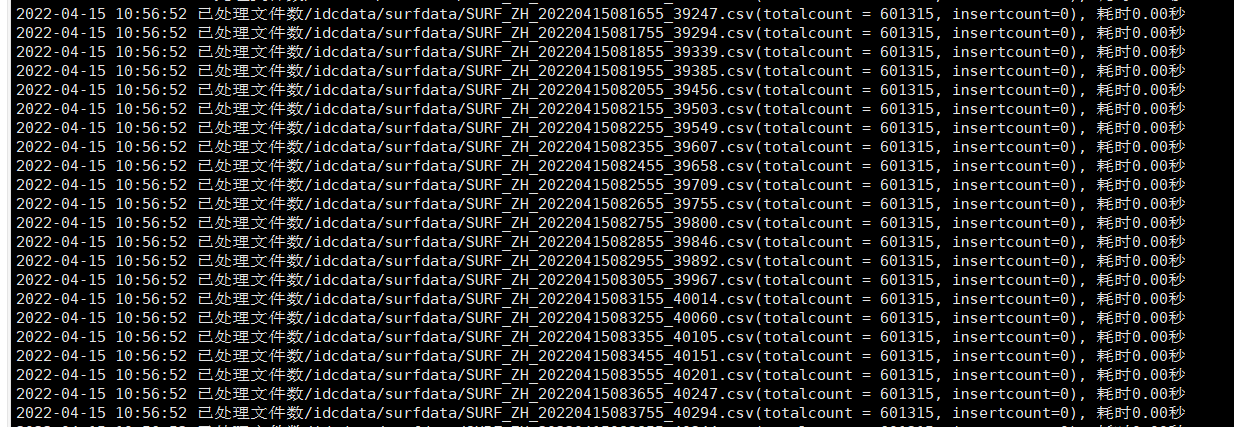 2022-04-15 10:56:52 已处理文件数/idcdata/surfdata/SURF_ZH_20220415081655_39247.csv(totalcount = 601315, insertcount=0), 耗时0.00秒
2022-04-15 10:56:52 已处理文件数/idcdata/surfdata/SURF_ZH_20220415081755_39294.csv(totalcount = 601315, insertcount=0), 耗时0.00秒
2022-04-15 10:56:52 已处理文件数/idcdata/surfdata/SURF_ZH_20220415081855_39339.csv(totalcount = 601315, insertcount=0), 耗时0.00秒
2022-04-15 10:56:52 已处理文件数/idcdata/surfdata/SURF_ZH_20220415081955_39385.csv(totalcount = 601315, insertcount=0), 耗时0.00秒
2022-04-15 10:56:52 已处理文件数/idcdata/surfdata/SURF_ZH_20220415082055_39456.csv(totalcount = 601315, insertcount=0), 耗时0.00秒
2022-04-15 10:56:52 已处理文件数/idcdata/surfdata/SURF_ZH_20220415082155_39503.csv(totalcount = 601315, insertcount=0), 耗时0.00秒
2022-04-15 10:56:52 已处理文件数/idcdata/surfdata/SURF_ZH_20220415082255_39549.csv(totalcount = 601315, insertcount=0), 耗时0.00秒
2022-04-15 10:56:52 已处理文件数/idcdata/surfdata/SURF_ZH_20220415082355_39607.csv(totalcount = 601315, insertcount=0), 耗时0.00秒
2022-04-15 10:56:52 已处理文件数/idcdata/surfdata/SURF_ZH_20220415082455_39658.csv(totalcount = 601315, insertcount=0), 耗时0.00秒
2022-04-15 10:56:52 已处理文件数/idcdata/surfdata/SURF_ZH_20220415082555_39709.csv(totalcount = 601315, insertcount=0), 耗时0.00秒
2022-04-15 10:56:52 已处理文件数/idcdata/surfdata/SURF_ZH_20220415082655_39755.csv(totalcount = 601315, insertcount=0), 耗时0.00秒
2022-04-15 10:56:52 已处理文件数/idcdata/surfdata/SURF_ZH_20220415082755_39800.csv(totalcount = 601315, insertcount=0), 耗时0.00秒
2022-04-15 10:56:52 已处理文件数/idcdata/surfdata/SURF_ZH_20220415082855_39846.csv(totalcount = 601315, insertcount=0), 耗时0.00秒
2022-04-15 10:56:52 已处理文件数/idcdata/surfdata/SURF_ZH_20220415082955_39892.csv(totalcount = 601315, insertcount=0), 耗时0.00秒
2022-04-15 10:56:52 已处理文件数/idcdata/surfdata/SURF_ZH_20220415083055_39967.csv(totalcount = 601315, insertcount=0), 耗时0.00秒
2022-04-15 10:56:52 已处理文件数/idcdata/surfdata/SURF_ZH_20220415083155_40014.csv(totalcount = 601315, insertcount=0), 耗时0.00秒
2022-04-15 10:56:52 已处理文件数/idcdata/surfdata/SURF_ZH_20220415083255_40060.csv(totalcount = 601315, insertcount=0), 耗时0.00秒
2022-04-15 10:56:52 已处理文件数/idcdata/surfdata/SURF_ZH_20220415083355_40105.csv(totalcount = 601315, insertcount=0), 耗时0.00秒
2022-04-15 10:56:52 已处理文件数/idcdata/surfdata/SURF_ZH_20220415083455_40151.csv(totalcount = 601315, insertcount=0), 耗时0.00秒
2022-04-15 10:56:52 已处理文件数/idcdata/surfdata/SURF_ZH_20220415083555_40201.csv(totalcount = 601315, insertcount=0), 耗时0.00秒
2022-04-15 10:56:52 已处理文件数/idcdata/surfdata/SURF_ZH_20220415083655_40247.csv(totalcount = 601315, insertcount=0), 耗时0.00秒
2022-04-15 10:56:52 已处理文件数/idcdata/surfdata/SURF_ZH_20220415083755_40294.csv(totalcount = 601315, insertcount=0), 耗时0.00秒